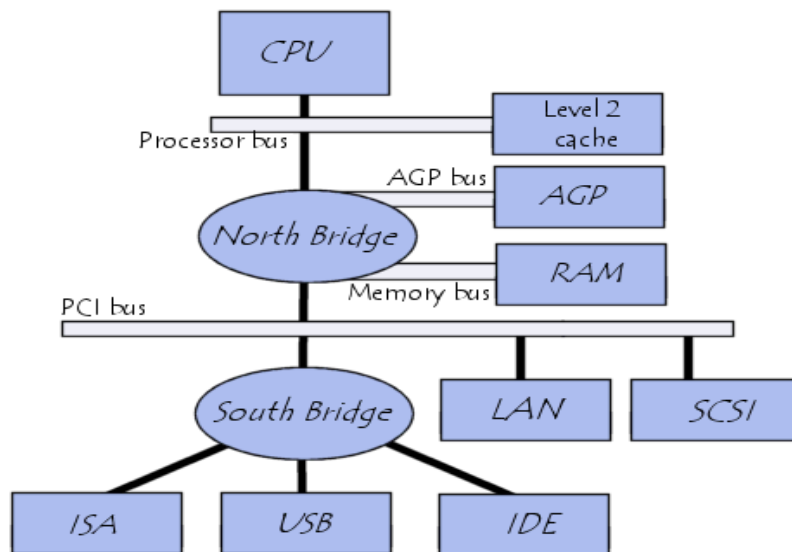 CPU
Level 2
cache
Processor bus
AGP bus
AGP
North Bridge
RAM
Memory bus
PCI bus
South Bridge
LAN
SCSI
ISA
USB
IDE